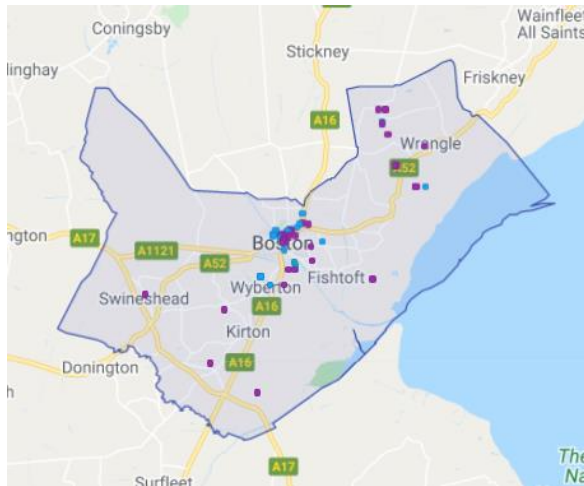 Coningsby
Wainfleet
All Saints
Stickney
linghay
Friskney
A16
Wrangle
A52
ngton
A17
A1121
Boston
A52
Fishtoft
Wyberton
Swineshead
A16
Kirton
Donington
A16
h
A17
Surfleet
The
Na